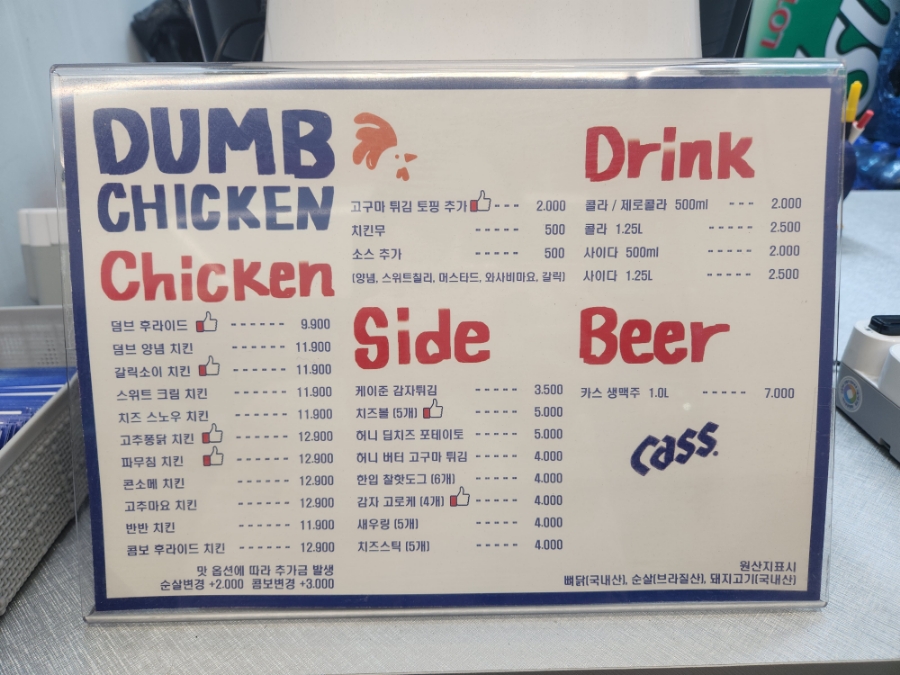 DUMB
CHICKEN
Chicken
덤브 후라이드 ------ 9.900
덤브 양념 치킨 ------ 11.900
갈릭소이 치킨 ------ 11.900
스위트 크림 치킨 ------ 11.900
치즈 스노우 치킨 ------ 11.900
고추퐁닭 치킨 ------ 12.900
파무침 치킨 ------ 12.900
콘소메 치킨 ------ 12.900
고추마요 치킨 ------ 12.900
반반 치킨 ------ 11.900
콤보 후라이드 치킨 ------ 12.900
맛 옵션에 따라 추가금 발생
순살변경 +2.000 콤보변경 +3.000
고구마 튀김 토핑 추가 --- 2.000
치킨무 ----- 500
소스 추가 ----- 500
(양념, 스위트칠리, 머스타드, 와사비마요, 갈릭)
Side
케이준 감자튀김 ----- 3.500
치즈볼 (5개) ----- 5.000
허니 딥치즈 포테이토 ----- 5.000
허니 버터 고구마 튀김 ----- 4.000
한입 찰핫도그 (6개) ----- 4.000
감자 고로케 (4개) ----- 4.000
새우링 (5개) ----- 4.000
치즈스틱 (5개) ----- 4.000
Drink
콜라 / 제로콜라 500ml --- 2.000
콜라 1.25L ----- 2.500
사이다 500ml ----- 2.000
사이다 1.25L ----- 2.500
Beer
카스 생맥주 1.0L ----- 7.000
cass.
원산지표시
뼈닭(국내산), 순살(브라질산), 돼지고기(국내산)